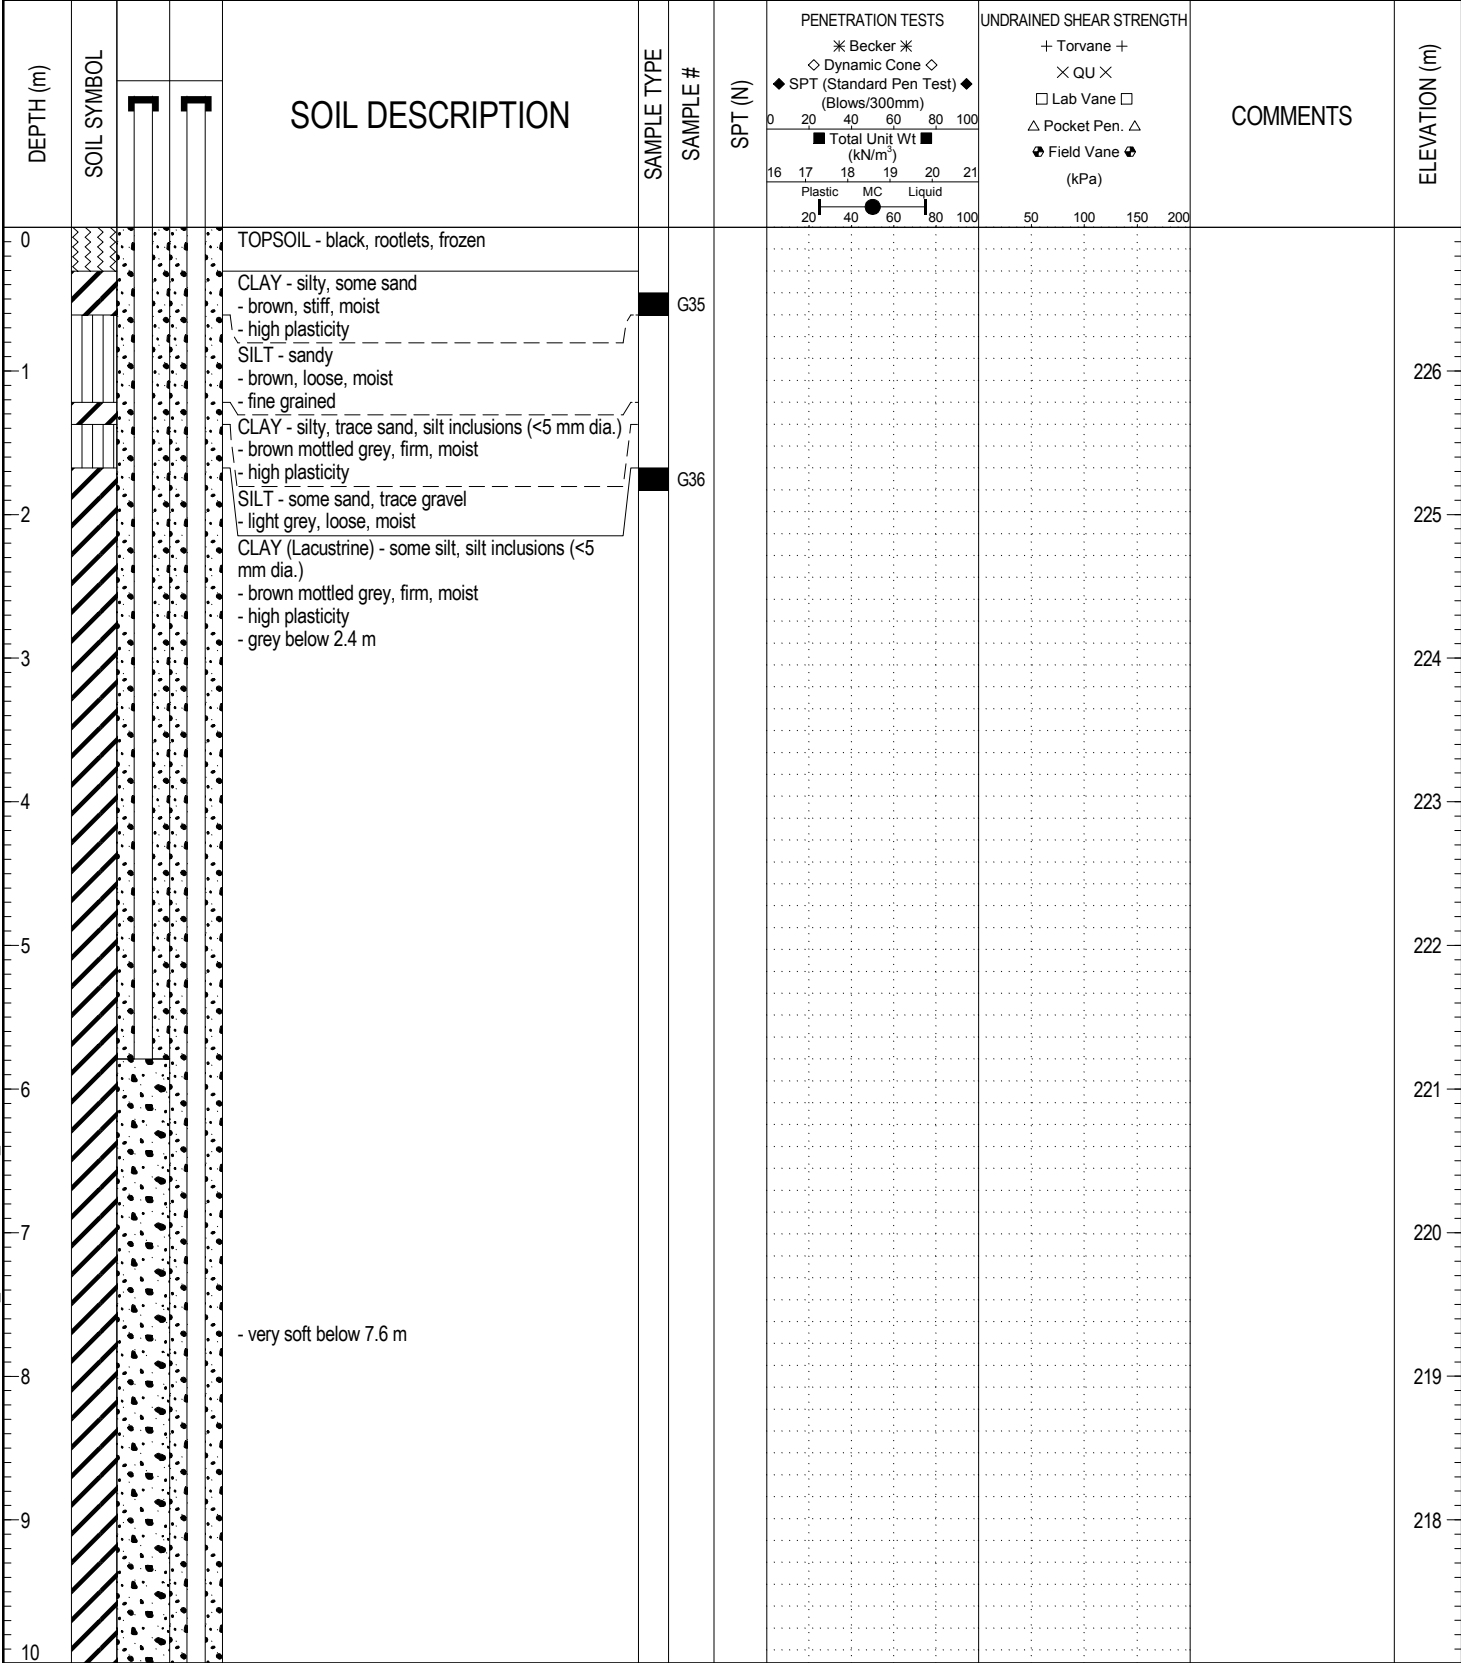 DEPTH (m)
SOIL SYMBOL
SOIL DESCRIPTION
SAMPLE TYPE
SAMPLE #
SPT (N)
PENETRATION TESTS
✳ Becker ✳
◇ Dynamic Cone ◇
◆ SPT (Standard Pen Test) ◆
(Blows/300mm)
0 20 40 60 80 100
■ Total Unit Wt ■
(kN/m³)
16 17 18 19 20 21
Plastic MC Liquid
20 40 60 80 100
UNDRAINED SHEAR STRENGTH
+ Torvane +
✕ QU ✕
□ Lab Vane □
△ Pocket Pen. △
Field Vane
(kPa)
50 100 150 200
COMMENTS
ELEVATION (m)
0
TOPSOIL - black, rootlets, frozen
CLAY - silty, some sand
- brown, stiff, moist
G35
- high plasticity
SILT - sandy
1
226
- brown, loose, moist
- fine grained
CLAY - silty, trace sand, silt inclusions (<5 mm dia.)
- brown mottled grey, firm, moist
- high plasticity
G36
SILT - some sand, trace gravel
2
225
- light grey, loose, moist
CLAY (Lacustrine) - some silt, silt inclusions (<5
mm dia.)
- brown mottled grey, firm, moist
- high plasticity
- grey below 2.4 m
3
224
4
223
5
222
6
221
7
220
- very soft below 7.6 m
8
219
9
218
10